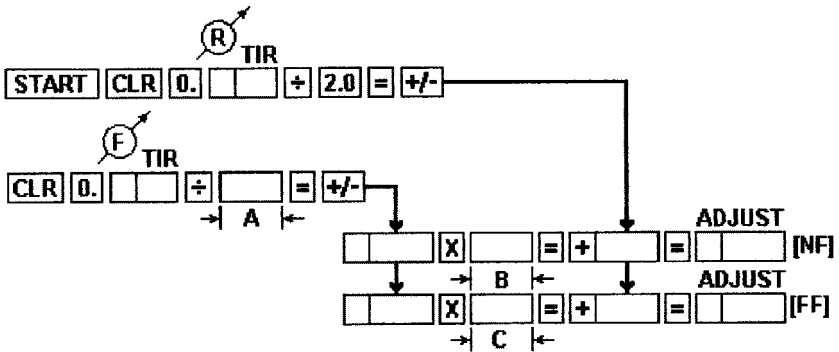 R TIR
START CLR 0. ÷ 2.0 = +/-
F TIR
CLR 0. ÷ = +/-
A
ADJUST
X = + = [NF]
B
ADJUST
X = + = [FF]
C